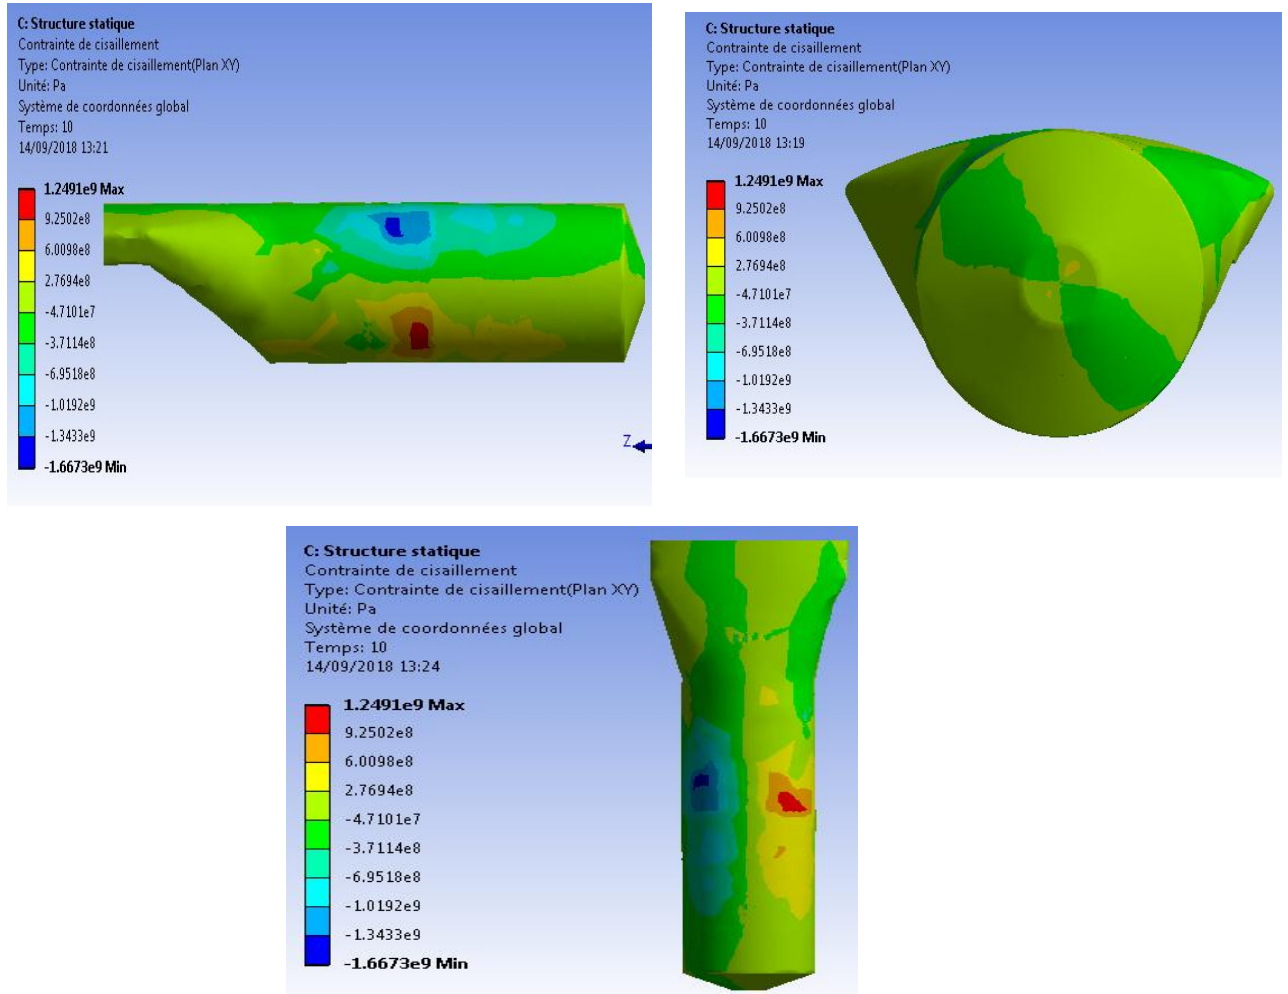 C: Structure statique
Contrainte de cisaillement
Type: Contrainte de cisaillement(Plan XY)
Unité: Pa
Système de coordonnées global
Temps: 10
14/09/2018 13:21
1.2491e9 Max
9.2502e8
6.0098e8
2.7694e8
-4.7101e7
-3.7114e8
-6.9518e8
-1.0192e9
-1.3433e9
-1.6673e9 Min
Z
C: Structure statique
Contrainte de cisaillement
Type: Contrainte de cisaillement(Plan XY)
Unité: Pa
Système de coordonnées global
Temps: 10
14/09/2018 13:19
1.2491e9 Max
9.2502e8
6.0098e8
2.7694e8
-4.7101e7
-3.7114e8
-6.9518e8
-1.0192e9
-1.3433e9
-1.6673e9 Min
C: Structure statique
Contrainte de cisaillement
Type: Contrainte de cisaillement(Plan XY)
Unité: Pa
Système de coordonnées global
Temps: 10
14/09/2018 13:24
1.2491e9 Max
9.2502e8
6.0098e8
2.7694e8
-4.7101e7
-3.7114e8
-6.9518e8
-1.0192e9
-1.3433e9
-1.6673e9 Min